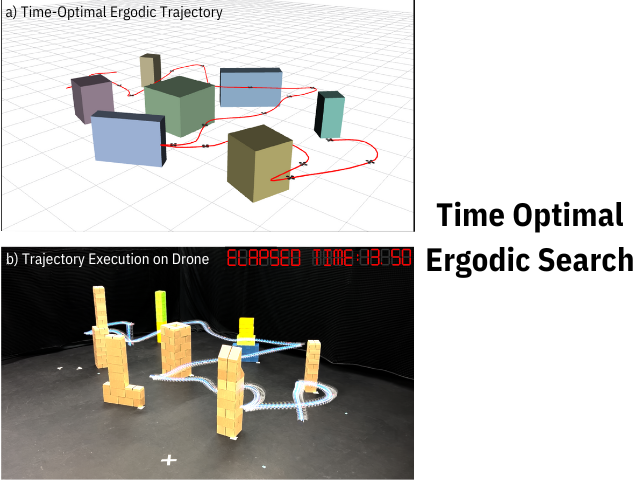 a) Time-Optimal Ergodic Trajectory
b) Trajectory Execution on Drone
ELAPSED TIME:13:50
Time Optimal
Ergodic Search